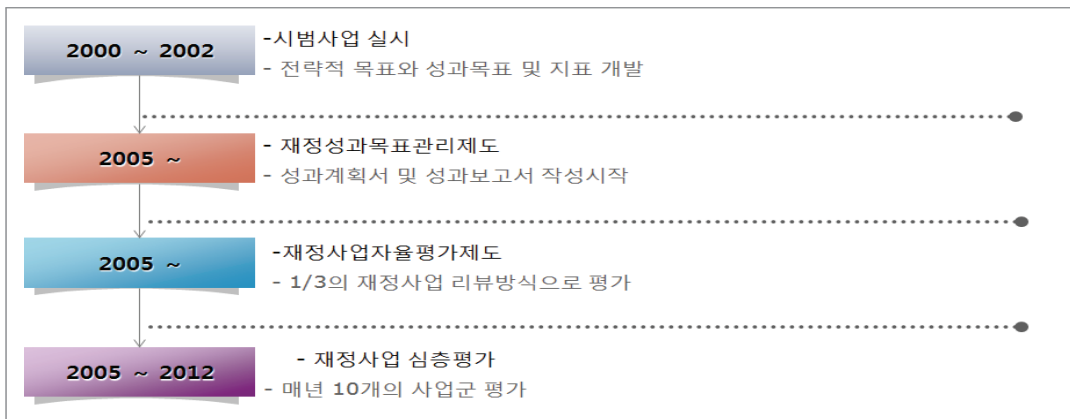 2000 ~ 2002
-시범사업 실시
- 전략적 목표와 성과목표 및 지표 개발
2005 ~
- 재정성과목표관리제도
- 성과계획서 및 성과보고서 작성시작
2005 ~
-재정사업자율평가제도
- 1/3의 재정사업 리뷰방식으로 평가
2005 ~ 2012
- 재정사업 심층평가
- 매년 10개의 사업군 평가